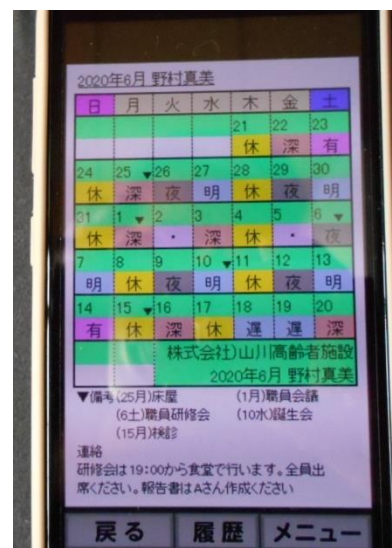 2020年6月 野村真美
日 月 火 水 木 金 土
21 22 23
休 深 有
24 25 ▼ 26 27 28 29 30
休 深 夜 明 休 夜 明
31 1 ▼ 2 3 4 5 6 ▼
休 深 ・ 深 休 ・ 夜
7 8 9 10 ▼ 11 12 13
明 休 夜 明 休 夜 明
14 15 ▼ 16 17 18 19 20
有 休 深 休 遅 遅 深
株式会社)山川高齢者施設
2020年6月 野村真美
▼備考(25月)床屋 (1月)職員会議
(6土)職員研修会 (10水)誕生会
(15月)検診
連絡
研修会は19:00から食堂で行います。全員出
席ください。報告書はAさん作成ください
戻る 履歴 メニュー